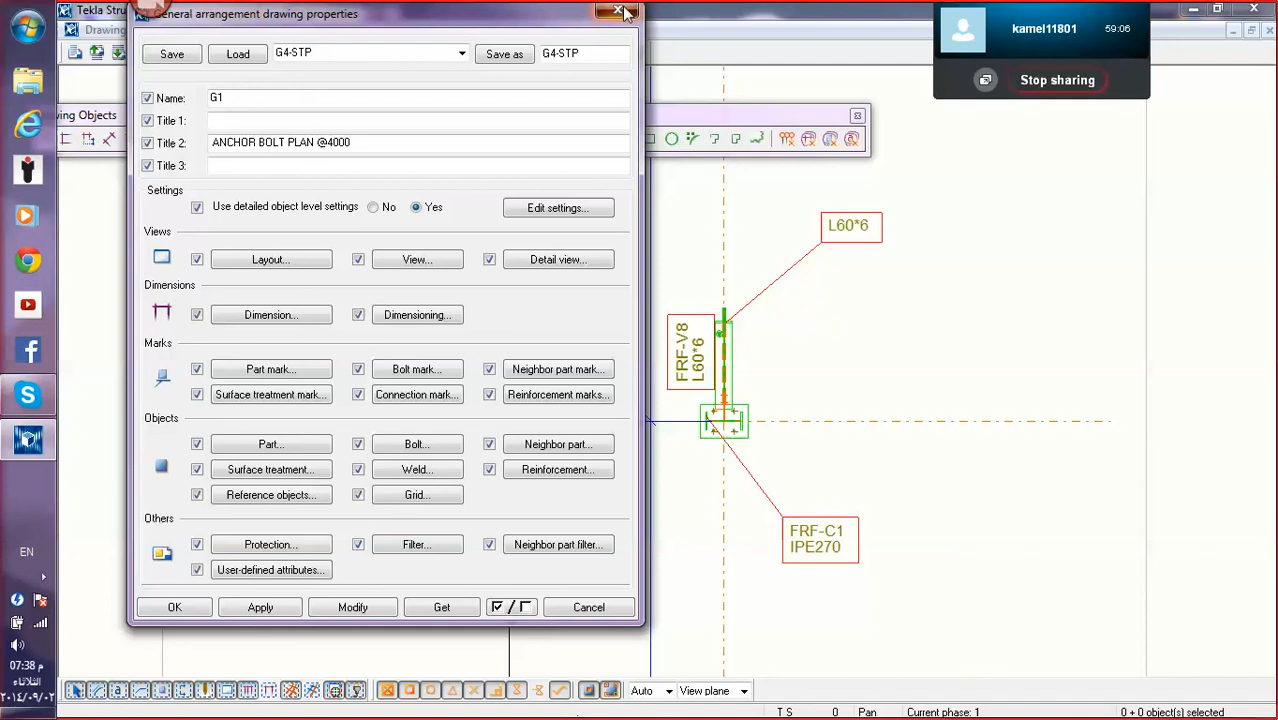 Tekla Stru
General arrangement drawing properties
kamel11801
59:06
Drawing
Save
Load
G4-STP
Save as
G4-STP
Stop sharing
Name:
G1
wing Objects
Title 1:
Title 2:
ANCHOR BOLT PLAN @4000
Title 3:
Settings
Use detailed object level settings
No
Yes
Edit settings...
Views
Layout...
View...
Detail view...
Dimensions
Dimension...
Dimensioning...
Marks
Part mark...
Bolt mark...
Neighbor part mark...
Surface treatment mark...
Connection mark...
Reinforcement marks...
Objects
Part...
Bolt...
Neighbor part...
Surface treatment...
Weld...
Reinforcement...
Reference objects...
Grid...
Others
Protection...
Filter...
Neighbor part filter...
User-defined attributes...
OK
Apply
Modify
Get
/
Cancel
L60*6
FRF-V8
L60*6
FRF-C1
IPE270
EN
07:38 م
الثلاثاء
٢٠١٤/٠٩/٠٢
Auto
View plane
T S
0
Pan
Current phase: 1
0 + 0 object(s) selected